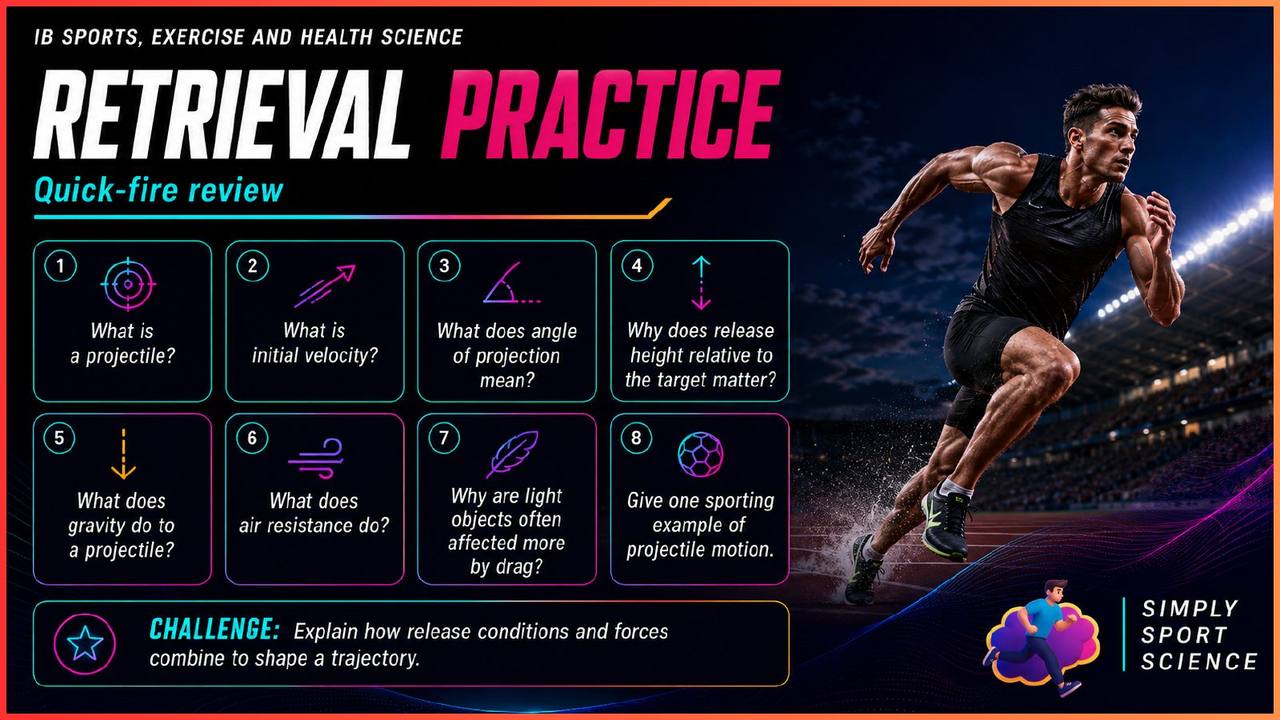 IB SPORTS, EXERCISE AND HEALTH SCIENCE
RETRIEVAL PRACTICE
Quick-fire review
1
What is
a projectile?
2
What is
initial velocity?
3
What does angle
of projection
mean?
4
Why does release
height relative to
the target matter?
5
What does
gravity do to
a projectile?
6
What does
air resistance do?
7
Why are light
objects often
affected more
by drag?
8
Give one sporting
example of
projectile motion.
CHALLENGE: Explain how release conditions and forces
combine to shape a trajectory.
SIMPLY
SPORT
SCIENCE